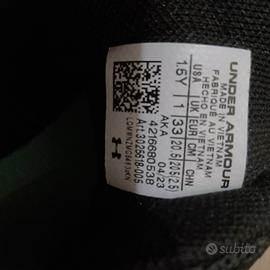 UNDER ARMOUR
MADE IN VIETNAM
FABRIQUÉ AU VIETNAM
HECHO EN VIETNAM
USA UK EUR CM CHN
1.5Y 1 33 20.5 205(2.5)
AKA 04/23
4216680538
subito